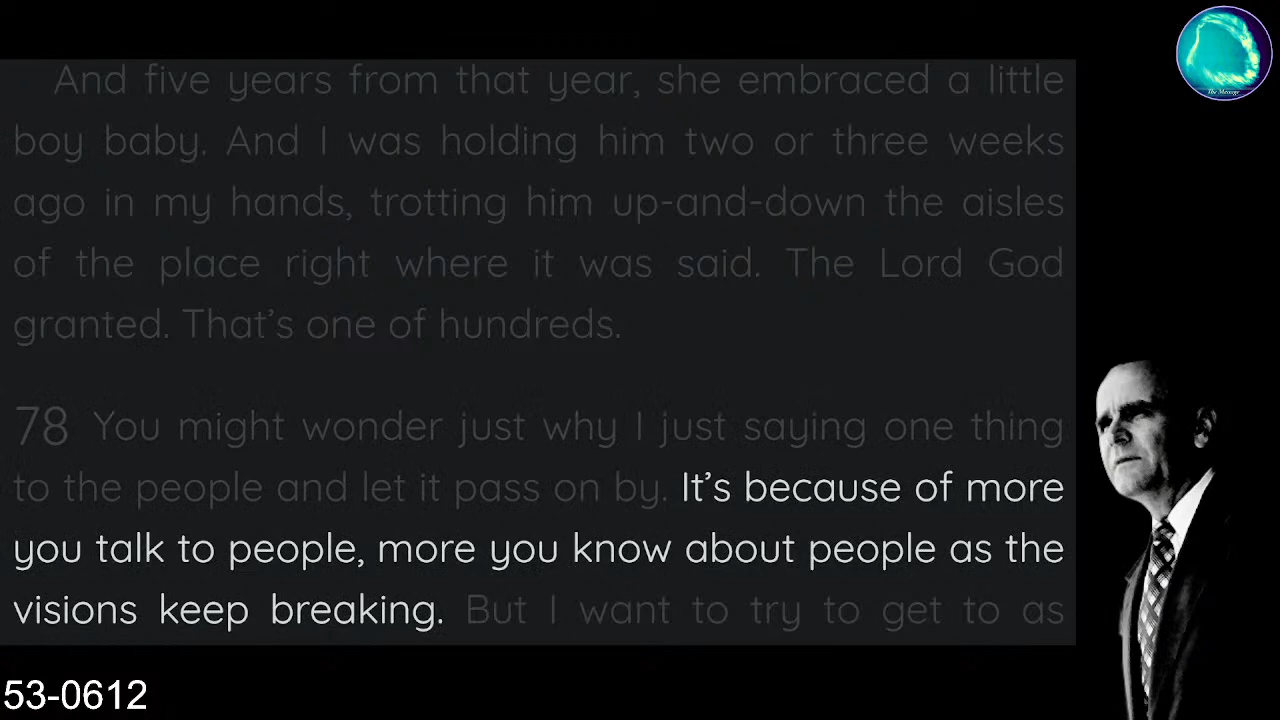 The Message
And five years from that year, she embraced a little
boy baby. And I was holding him two or three weeks
ago in my hands, trotting him up-and-down the aisles
of the place right where it was said. The Lord God
granted. That's one of hundreds.
78 You might wonder just why I just saying one thing
to the people and let it pass on by. It's because of more
you talk to people, more you know about people as the
visions keep breaking. But I want to try to get to as
53-0612